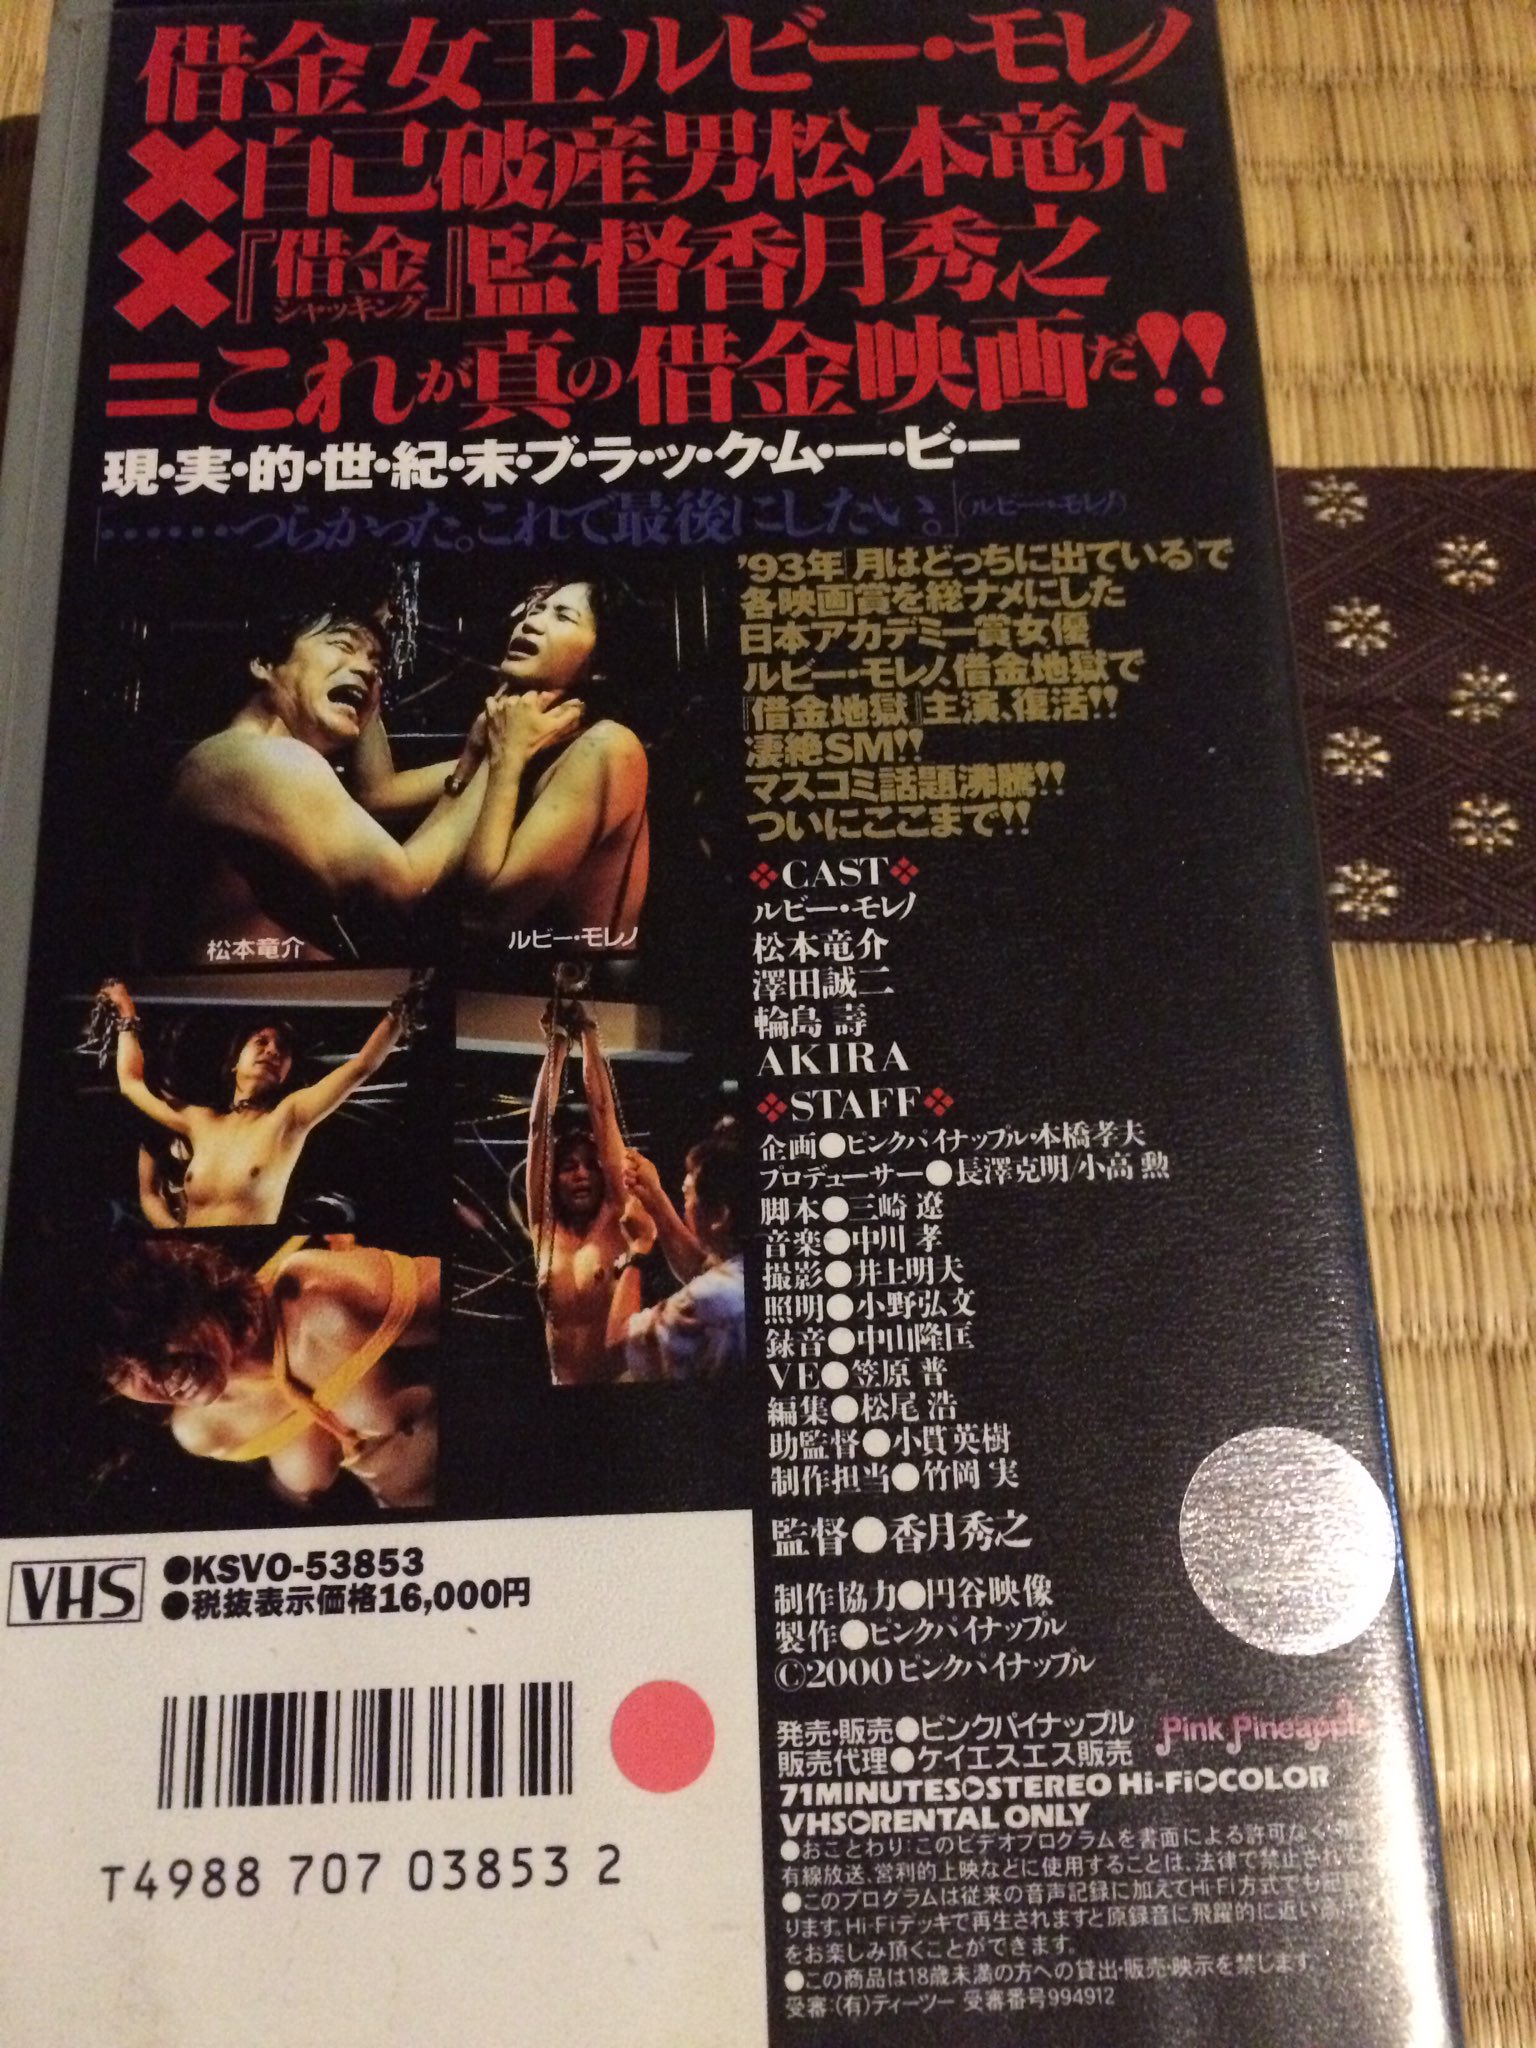 借金女王ルビー・モレノ
×自己破産男松本竜介
×『借金』監督香月秀之
シャッキング
=これが真の借金映画だ!!
現・実・的・世・紀・末・ブ・ラ・ッ・ク・ム・ー・ビ・ー
「……つらかった。これで最後にしたい。」(ルビー・モレノ)
'93年「月はどっちに出ている」で
各映画賞を総ナメにした
日本アカデミー賞女優
ルビー・モレノ、借金地獄で
『借金地獄』主演、復活!!
凄絶SM!!
マスコミ話題沸騰!!
ついにここまで!!
松本竜介
ルビー・モレノ
❖CAST❖
ルビー・モレノ
松本竜介
澤田誠二
輪島 壽
AKIRA
❖STAFF❖
企画●ピンクパイナップル・本橋孝夫
プロデューサー●長澤克明/小高 勲
脚本●三崎 遼
音楽●中川 孝
撮影●井上明夫
照明●小野弘文
録音●中山隆匡
VE●笠原 普
編集●松尾 浩
助監督●小貫英樹
制作担当●竹岡 実
監督●香月秀之
制作協力●円谷映像
製作●ピンクパイナップル
©2000ピンクパイナップル
発売・販売●ピンクパイナップル
Pink Pineapple
販売代理●ケイエスエス販売
71MINUTES STEREO Hi-Fi COLOR
VHS RENTAL ONLY
●おことわり:このビデオプログラムを書面による許可なく
有線放送、営利的上映などに使用することは、法律で禁止され
●このプログラムは従来の音声記録に加えてHi-Fi方式でも記
ります。Hi-Fiデッキで再生されますと原録音に飛躍的に近い
をお楽しみ頂くことができます。
●この商品は18歳未満の方への貸出・販売・映示を禁じます
受審:(有)ティーツー 受審番号994912
VHS
●KSVO-53853
●税抜表示価格16,000円
T4988 707 03853 2